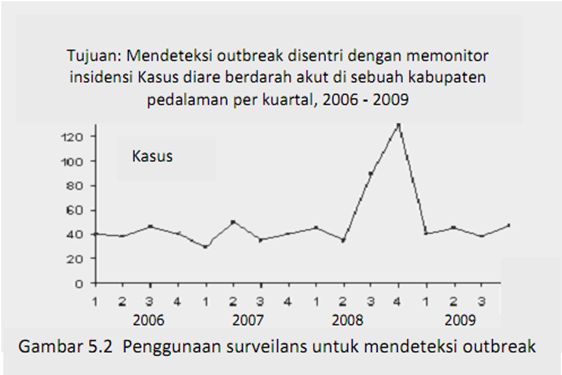 Tujuan: Mendeteksi outbreak disentri dengan memonitor
insidensi Kasus diare berdarah akut di sebuah kabupaten
pedalaman per kuartal, 2006 - 2009
Kasus
120
100
80
60
40
20
0
1 2 3 4 1 2 3 4 1 2 3 4 1 2 3
2006 2007 2008 2009
Gambar 5.2 Penggunaan surveilans untuk mendeteksi outbreak